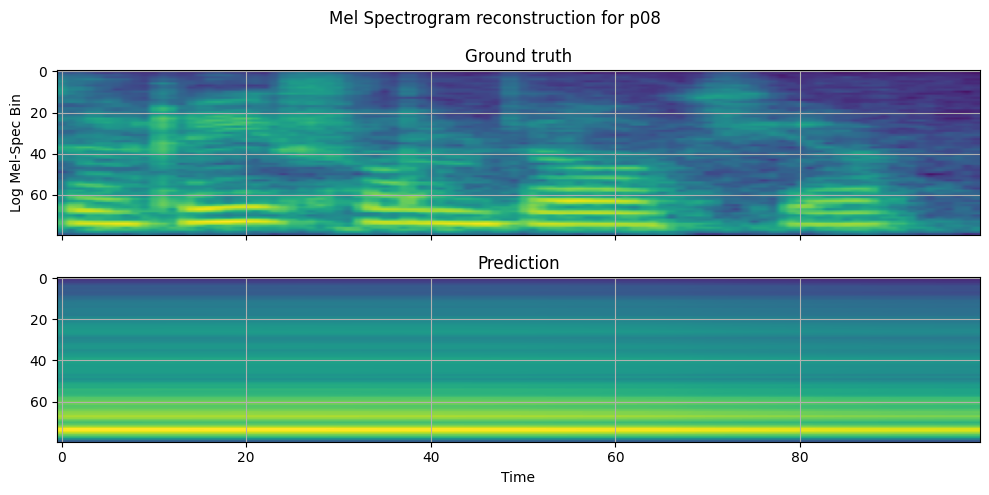 Mel Spectrogram reconstruction for p08
Ground truth
0
20
40
60
Log Mel-Spec Bin
Prediction
0
20
40
60
0 20 40 60 80
Time